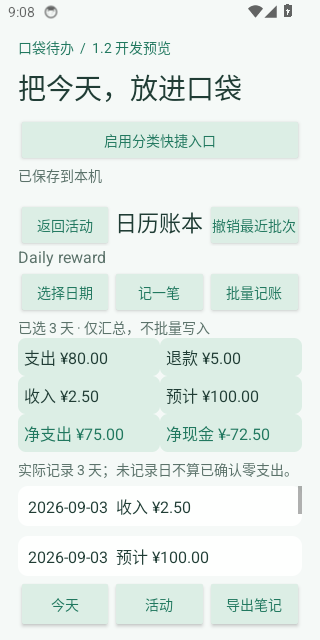 9:08
口袋待办 / 1.2 开发预览
把今天，放进口袋
启用分类快捷入口
已保存到本机
返回活动 日历账本 撤销最近批次
Daily reward
选择日期 记一笔 批量记账
已选 3 天 · 仅汇总，不批量写入
支出 ¥80.00 退款 ¥5.00
收入 ¥2.50 预计 ¥100.00
净支出 ¥75.00 净现金 ¥-72.50
实际记录 3 天；未记录日不算已确认零支出。
2026-09-03 收入 ¥2.50
2026-09-03 预计 ¥100.00
今天 活动 导出笔记